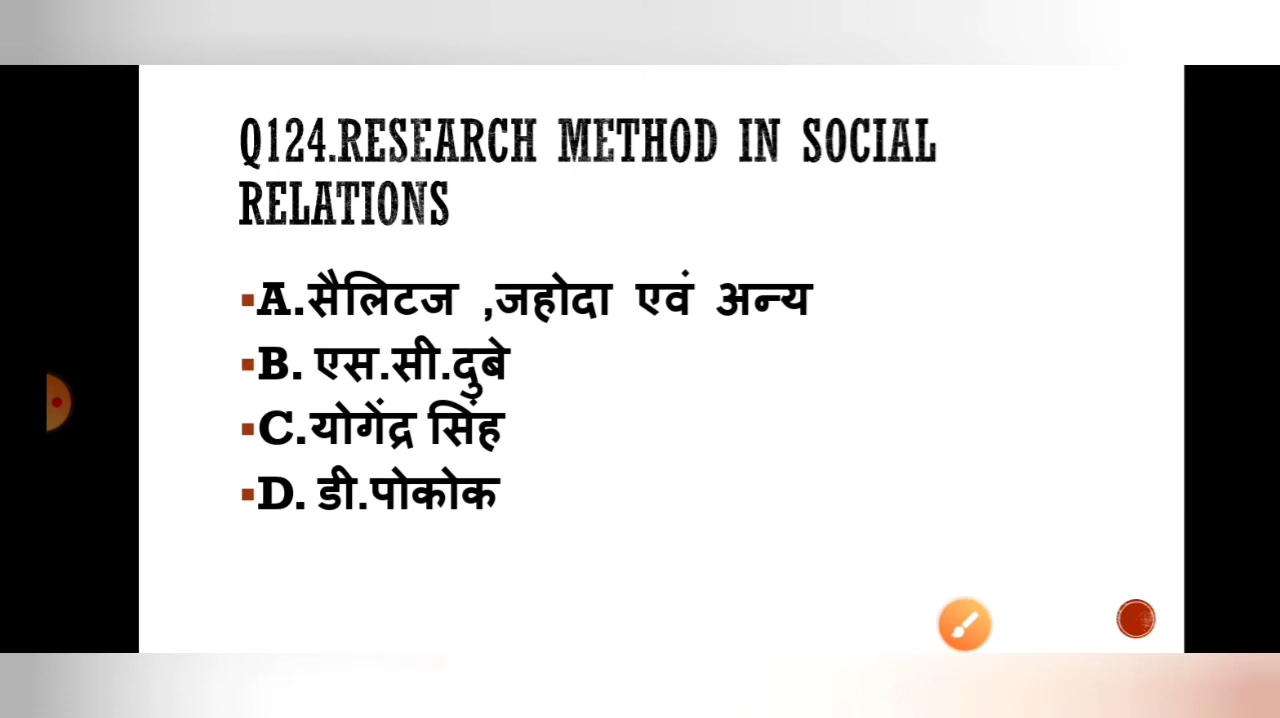 Q124.RESEARCH METHOD IN SOCIAL
RELATIONS
▪A.सैलिटज ,जहोदा एवं अन्य
▪B. एस.सी.दुबे
▪C.योगेंद्र सिंह
▪D. डी.पोकोक